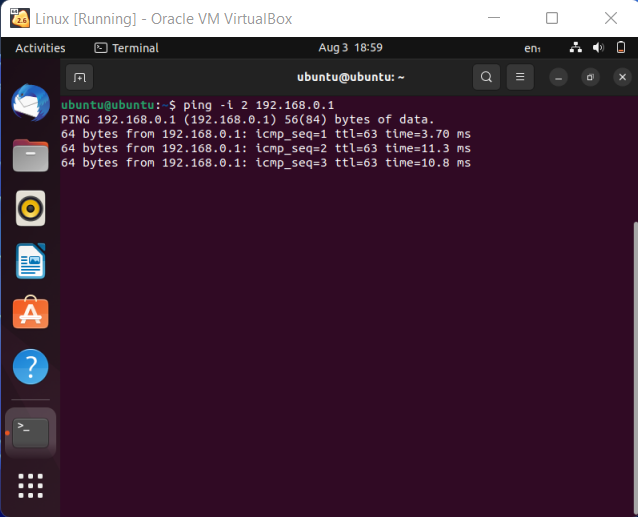 Linux [Running] - Oracle VM VirtualBox
Activities Terminal Aug 3 18:59 en₁
ubuntu@ubuntu: ~
ubuntu@ubuntu:~$ ping -i 2 192.168.0.1
PING 192.168.0.1 (192.168.0.1) 56(84) bytes of data.
64 bytes from 192.168.0.1: icmp_seq=1 ttl=63 time=3.70 ms
64 bytes from 192.168.0.1: icmp_seq=2 ttl=63 time=11.3 ms
64 bytes from 192.168.0.1: icmp_seq=3 ttl=63 time=10.8 ms